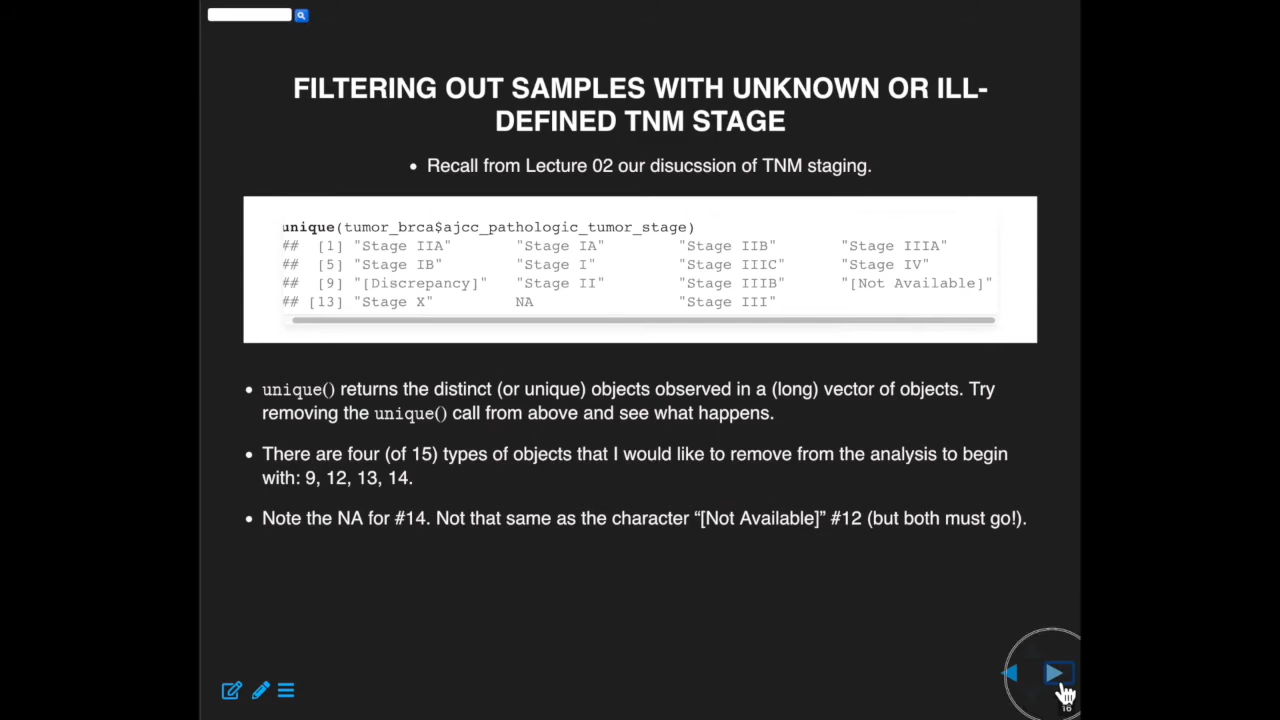 FILTERING OUT SAMPLES WITH UNKNOWN OR ILL-
DEFINED TNM STAGE
• Recall from Lecture 02 our disucssion of TNM staging.
unique(tumor_brca$ajcc_pathologic_tumor_stage)
## [1] "Stage IIA" "Stage IA" "Stage IIB" "Stage IIIA"
## [5] "Stage IB" "Stage I" "Stage IIIC" "Stage IV"
## [9] "[Discrepancy]" "Stage II" "Stage IIIB" "[Not Available]"
## [13] "Stage X" NA "Stage III"
• unique() returns the distinct (or unique) objects observed in a (long) vector of objects. Try
removing the unique() call from above and see what happens.
• There are four (of 15) types of objects that I would like to remove from the analysis to begin
with: 9, 12, 13, 14.
• Note the NA for #14. Not that same as the character “[Not Available]” #12 (but both must go!).
16